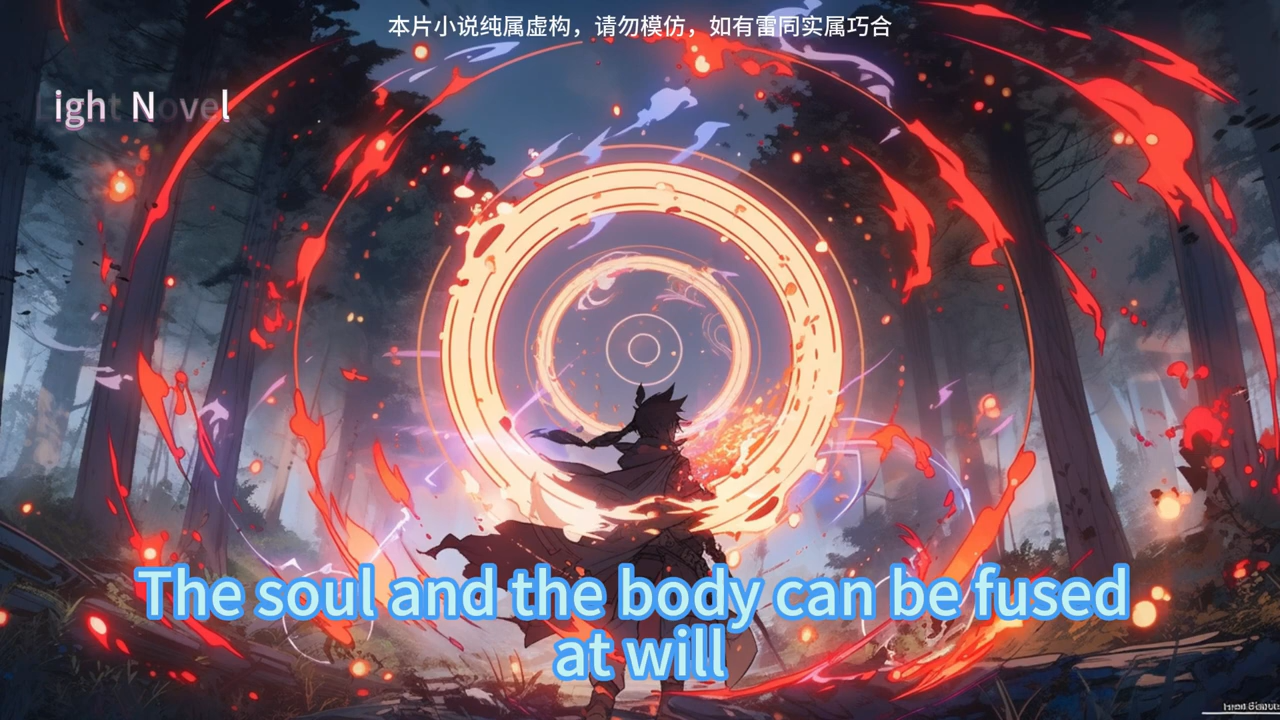 本片小说纯属虚构，请勿模仿，如有雷同实属巧合
Light Novel
The soul and the body can be fused
at will